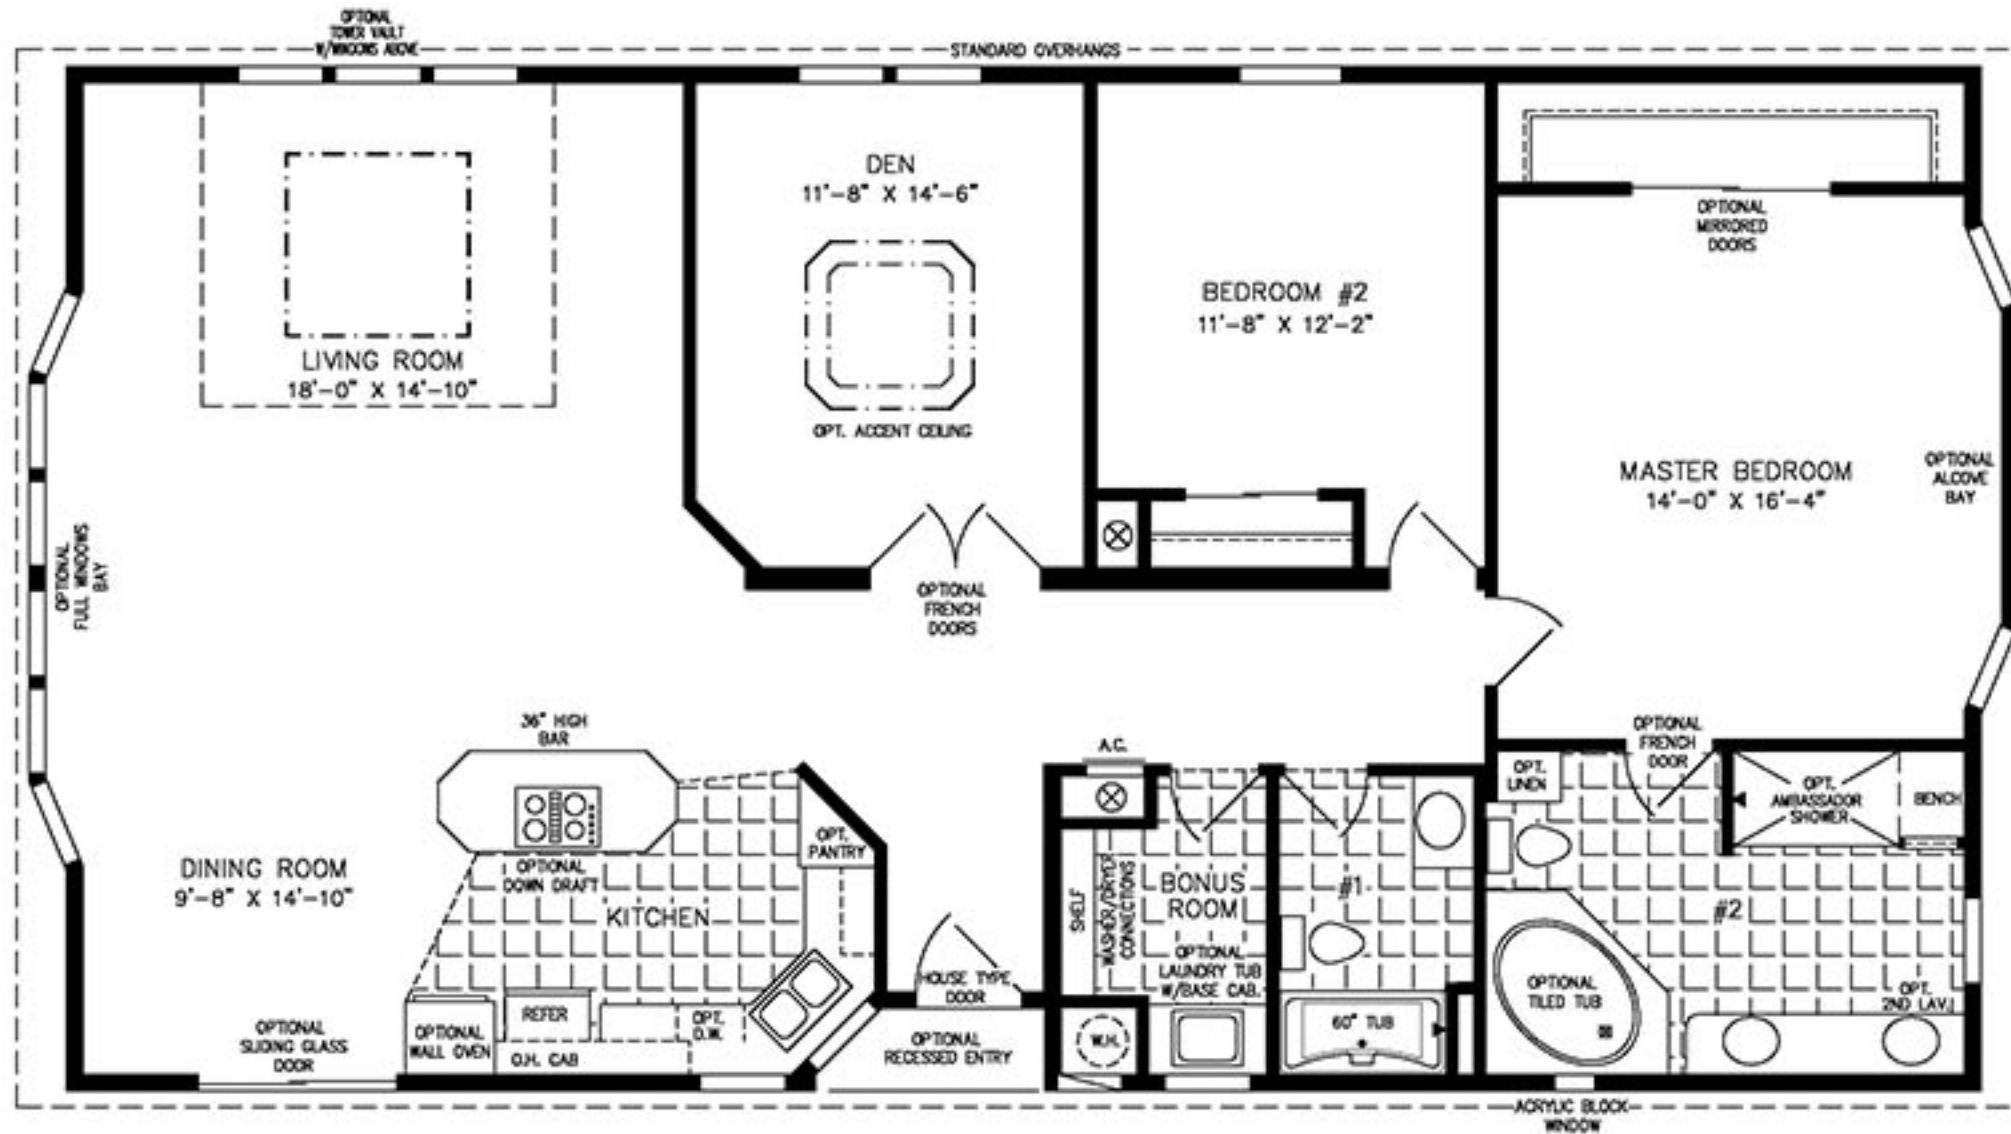 OPTIONAL
TOWER VAULT
W/WINDOWS ABOVE
STANDARD OVERHANGS
DEN
11'-8" X 14'-6"
OPT. ACCENT CEILING
LIVING ROOM
18'-0" X 14'-10"
BEDROOM #2
11'-8" X 12'-2"
OPTIONAL
MIRRORED
DOORS
MASTER BEDROOM
14'-0" X 16'-4"
OPTIONAL
ALCOVE
BAY
OPTIONAL
FULL WINDOWS
BAY
OPTIONAL
FRENCH
DOORS
36" HIGH
BAR
OPTIONAL
DOWN DRAFT
KITCHEN
OPT.
PANTRY
DINING ROOM
9'-8" X 14'-10"
OPTIONAL
SLIDING GLASS
DOOR
OPTIONAL
WALL OVEN
REFER
O.H. CAB
OPT.
D.W.
HOUSE TYPE
DOOR
OPTIONAL
RECESSED ENTRY
A.C.
SHELF
WASHER/DRYER
CONNECTIONS
BONUS
ROOM
OPTIONAL
LAUNDRY TUB
W/BASE CAB.
W.H.
#1
60" TUB
OPTIONAL
FRENCH
DOOR
OPT.
LINEN
OPT.
AMBASSADOR
SHOWER
BENCH
#2
OPTIONAL
TILED TUB
OPT.
2ND LAV.
ACRYLIC BLOCK
WINDOW